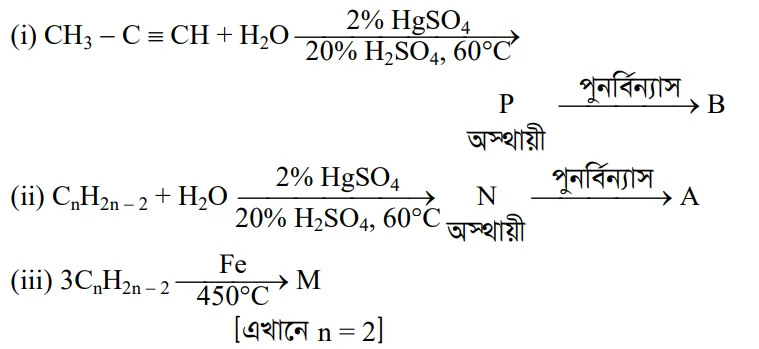 (i) CH₃ – C ≡ CH + H₂O 2% HgSO₄ / 20% H₂SO₄, 60°C →
P পুনর্বিন্যাস → B
অস্থায়ী
(ii) CₙH₂ₙ₋₂ + H₂O 2% HgSO₄ / 20% H₂SO₄, 60°C → N পুনর্বিন্যাস → A
অস্থায়ী
(iii) 3CₙH₂ₙ₋₂ Fe / 450°C → M
[এখানে n = 2]